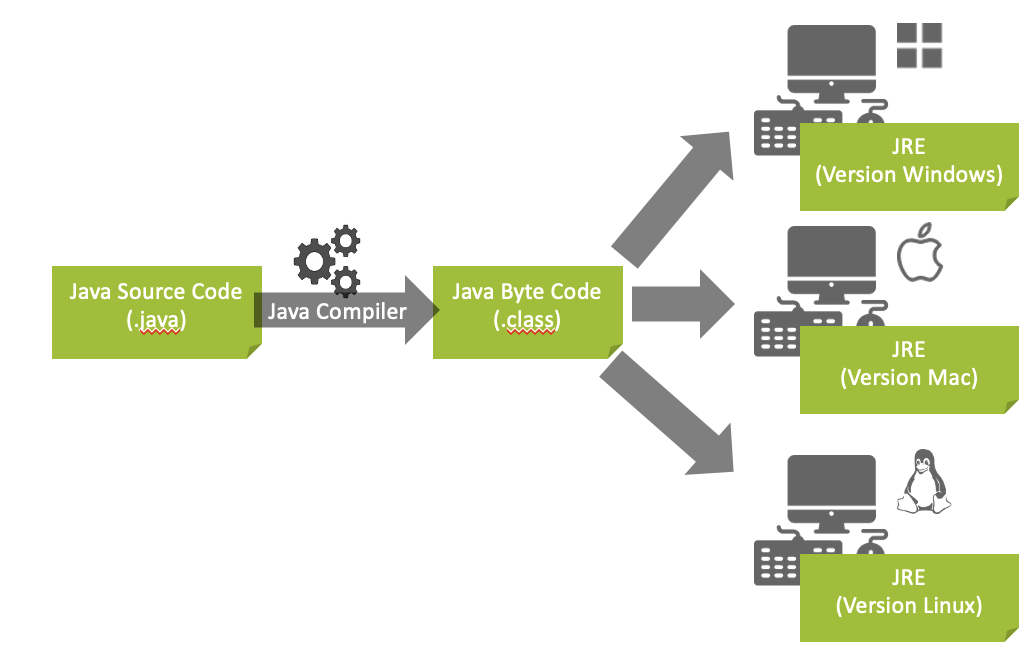 Java Source Code
(.java)
Java Compiler
Java Byte Code
(.class)
JRE
(Version Windows)
JRE
(Version Mac)
JRE
(Version Linux)